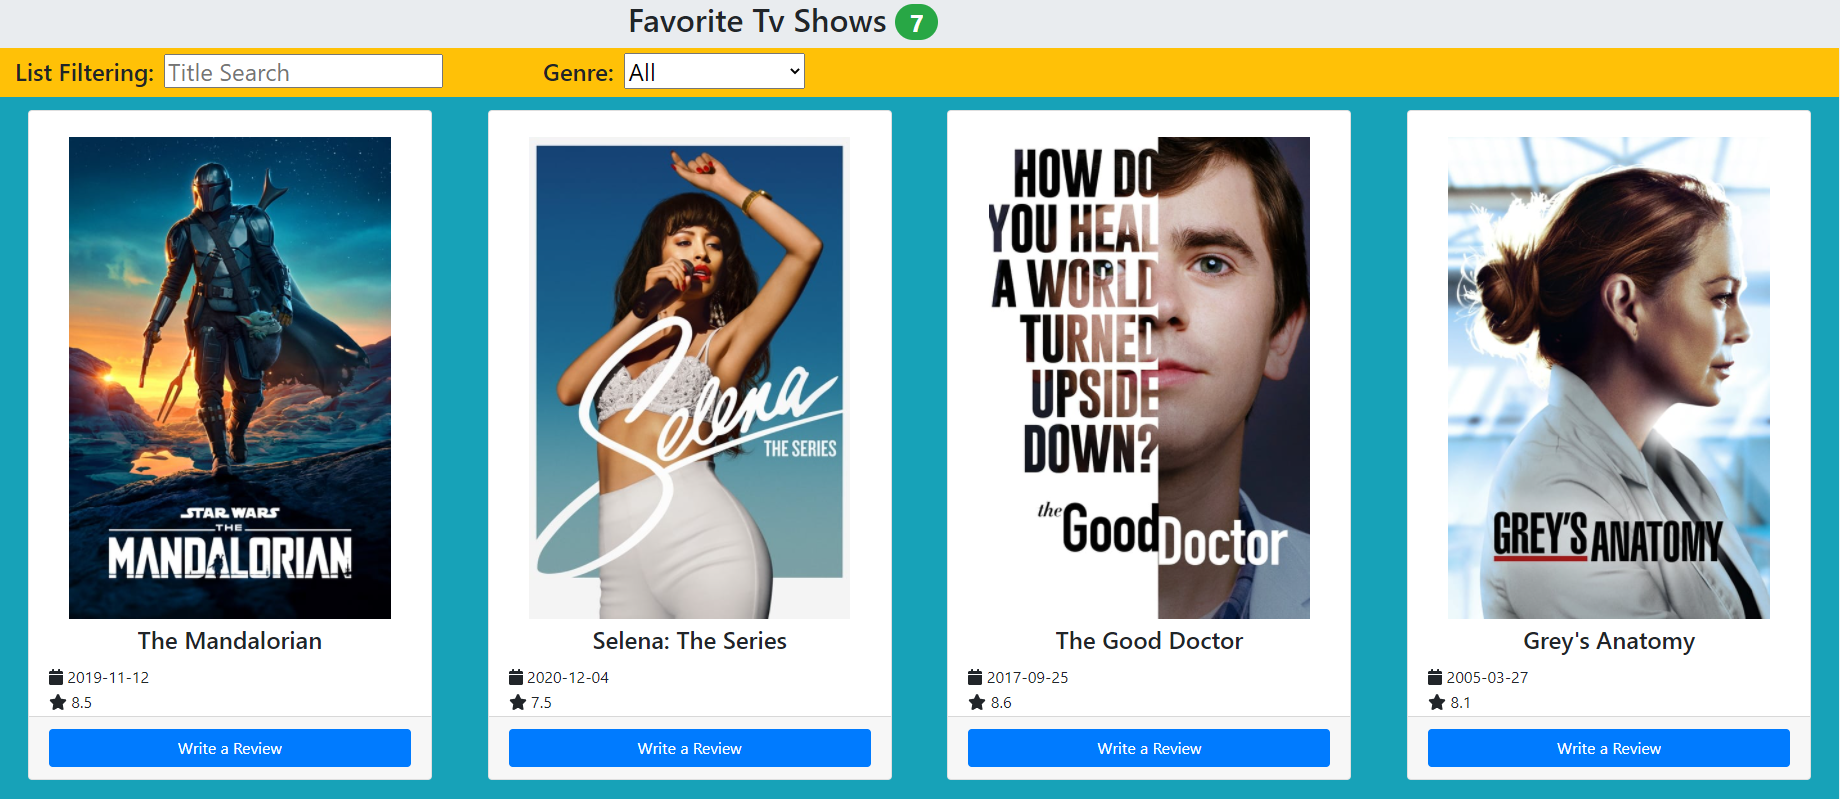 Favorite Tv Shows 7
List Filtering: Title Search Genre: All
STAR WARS
THE
MANDALORIAN
The Mandalorian
2019-11-12
8.5
Write a Review
Selena
THE SERIES
Selena: The Series
2020-12-04
7.5
Write a Review
HOW DO
YOU HEAL
A WORLD
TURNED
UPSIDE
DOWN?
the Good Doctor
The Good Doctor
2017-09-25
8.6
Write a Review
GREY'S ANATOMY
Grey's Anatomy
2005-03-27
8.1
Write a Review